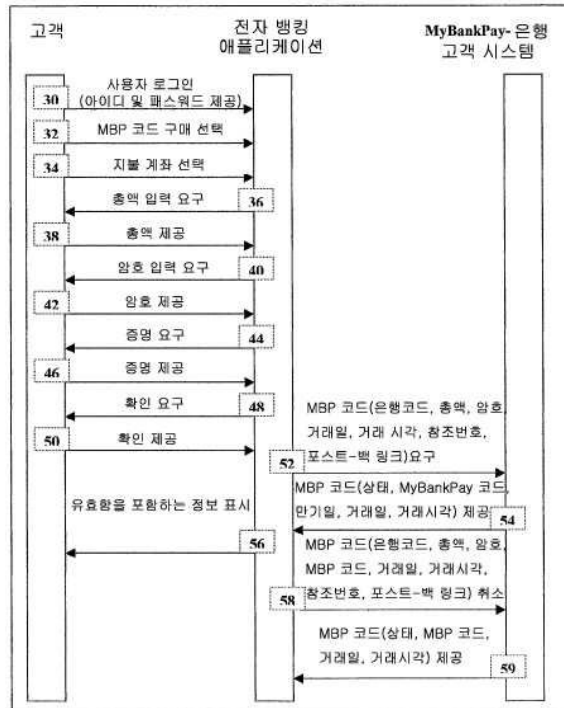 고객
전자 뱅킹
애플리케이션
MyBankPay-은행
고객 시스템
사용자 로그인
30
(아이디 및 패스워드 제공)
32
MBP 코드 구매 선택
34
지불 계좌 선택
총액 입력 요구
36
38
총액 제공
암호 입력 요구
40
42
암호 제공
증명 요구
44
46
증명 제공
확인 요구
48
50
확인 제공
MBP 코드(은행코드, 총액, 암호,
거래일, 거래 시각, 참조번호,
52
포스트-백 링크)요구
MBP 코드(상태, MyBankPay 코드,
만기일, 거래일, 거래시각) 제공
54
유효함을 포함하는 정보 표시
56
MBP 코드(은행코드, 총액, 암호,
MBP 코드, 거래일, 거래시각,
58
참조번호, 포스트-백 링크) 취소
MBP 코드(상태, MBP 코드,
거래일, 거래시각) 제공
59